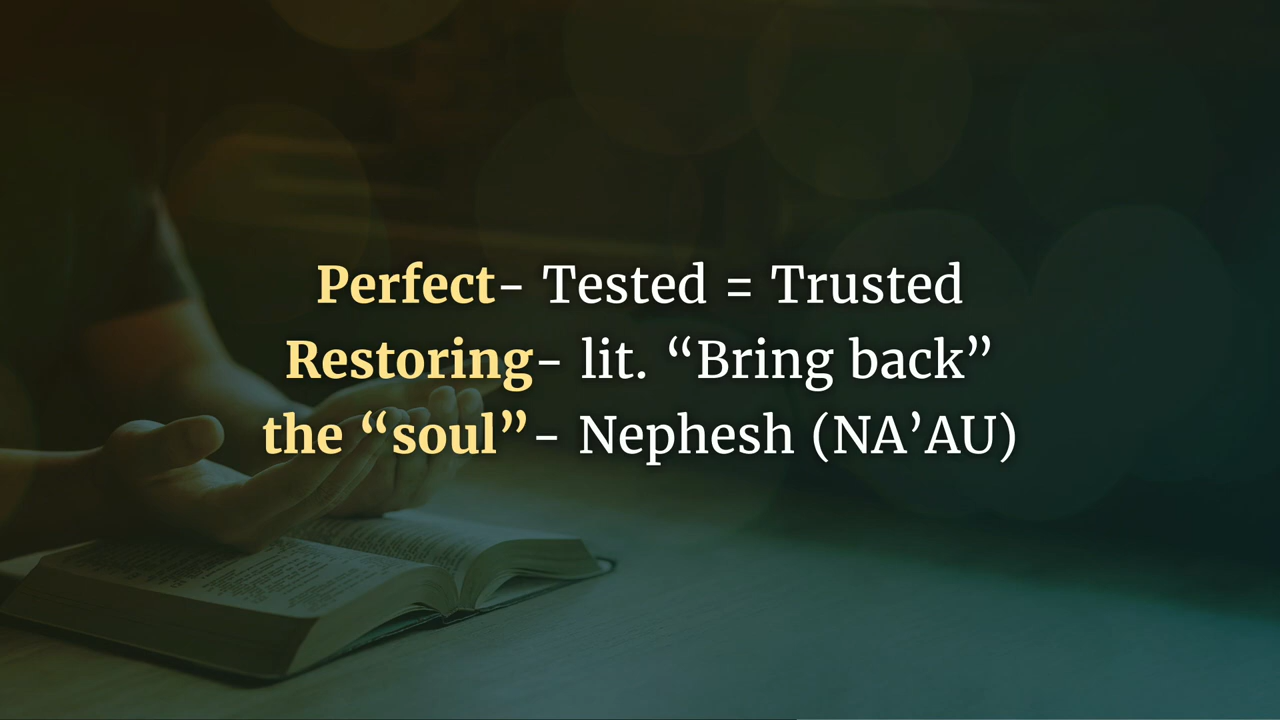 Perfect- Tested = Trusted
Restoring- lit. “Bring back”
the “soul”- Nephesh (NA’AU)